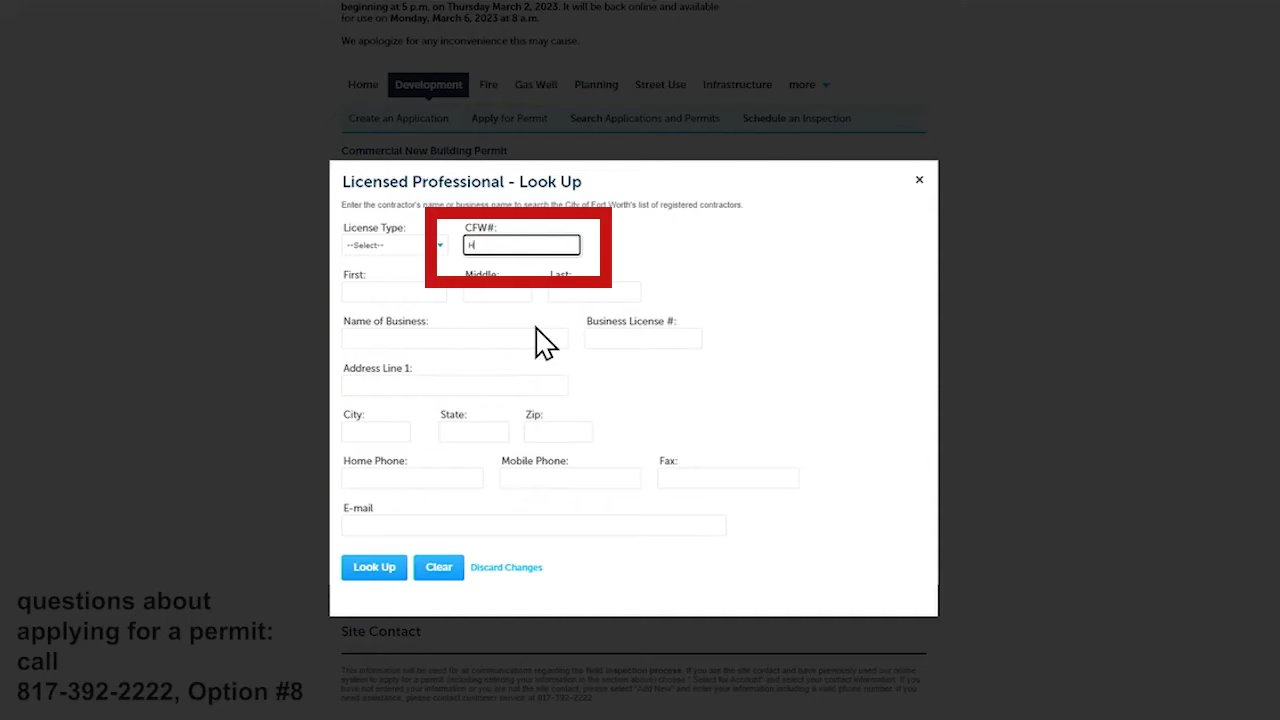 beginning at 5 p.m. on Thursday March 2, 2023. It will be back online and available
for use on Monday, March 6, 2023 at 8 a.m.
We apologize for any inconvenience this may cause.
Home Development Fire Gas Well Planning Street Use Infrastructure more
Create an Application Apply for Permit Search Applications and Permits Schedule an Inspection
Commercial New Building Permit
Licensed Professional - Look Up
×
Enter the contractor's name or business name to search the City of Fort Worth's list of registered contractors.
License Type: CFW#:
--Select-- H
First: Middle: Last:
Name of Business: Business License #:
Address Line 1:
City: State: Zip:
Home Phone: Mobile Phone: Fax:
E-mail
Look Up Clear Discard Changes
questions about
applying for a permit:
call
817-392-2222, Option #8
Site Contact
This information will be used for all communications regarding the field inspection process. If you are the site contact and have previously used our online
system to apply for a permit (including entering your information in the section above) choose " Select for Account" and select your contact information. If you
have not entered your information or you are not the site contact, please select "Add New" and enter your information including a valid phone number. If you
need assistance, please contact customer service at 817-392-2222